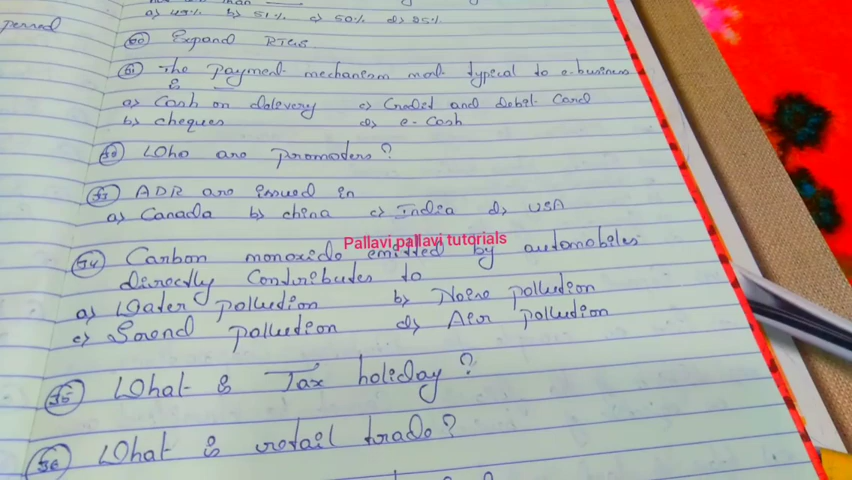 period
a) 49% b) 51% c) 50% d) 25%
50 Expand RTGS.
51 The Payment mechanism most typical to e-business
is
a) Cash on delevery c) Credit and debit Card
b) cheques d) e-Cash
52 Who are promoters?
53 ADR are issued in
a) Canada b) china c) India d) USA
Pallavi pallavi tutorials
54 Carbon monoxide emitted by automobiles
directly Contributes to
a) Water pollution b) Noise pollution
c) Sound pollution d) Air pollution
55 What is Tax holiday?
56 What is retail trade?